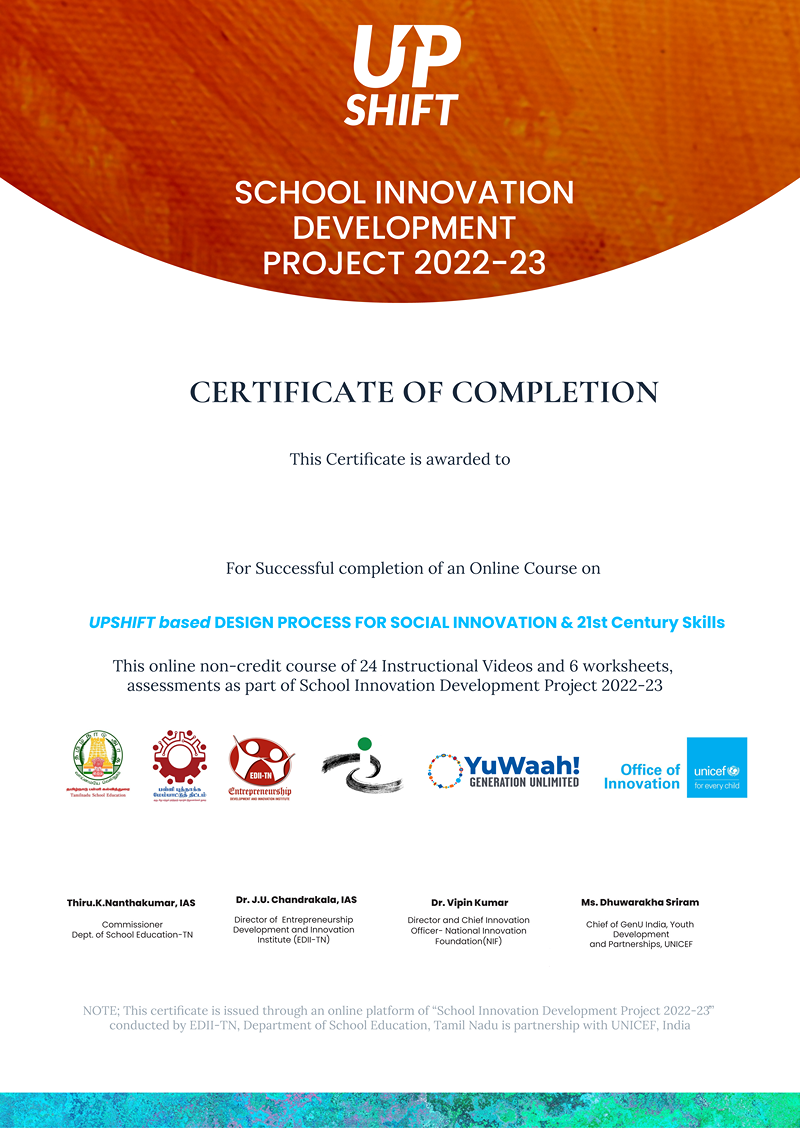 UP
SHIFT
SCHOOL INNOVATION
DEVELOPMENT
PROJECT 2022-23
CERTIFICATE OF COMPLETION
This Certificate is awarded to
For Successful completion of an Online Course on
UPSHIFT based DESIGN PROCESS FOR SOCIAL INNOVATION & 21st Century Skills
This online non-credit course of 24 Instructional Videos and 6 worksheets,
assessments as part of School Innovation Development Project 2022-23
Tamilnadu School Education
பள்ளி புத்தாக்க
மேம்பாட்டுத் திட்டம்
EDII-TN
Entrepreneurship
DEVELOPMENT AND INNOVATION INSTITUTE
YuWaah!
GENERATION UNLIMITED
Office of
Innovation
unicef
for every child
Thiru.K.Nanthakumar, IAS
Commissioner
Dept. of School Education-TN
Dr. J.U. Chandrakala, IAS
Director of Entrepreneurship
Development and Innovation
Institute (EDII-TN)
Dr. Vipin Kumar
Director and Chief Innovation
Officer- National Innovation
Foundation(NIF)
Ms. Dhuwarakha Sriram
Chief of GenU India, Youth
Development
and Partnerships, UNICEF
NOTE; This certificate is issued through an online platform of “School Innovation Development Project 2022-23”
conducted by EDII-TN, Department of School Education, Tamil Nadu is partnership with UNICEF, India